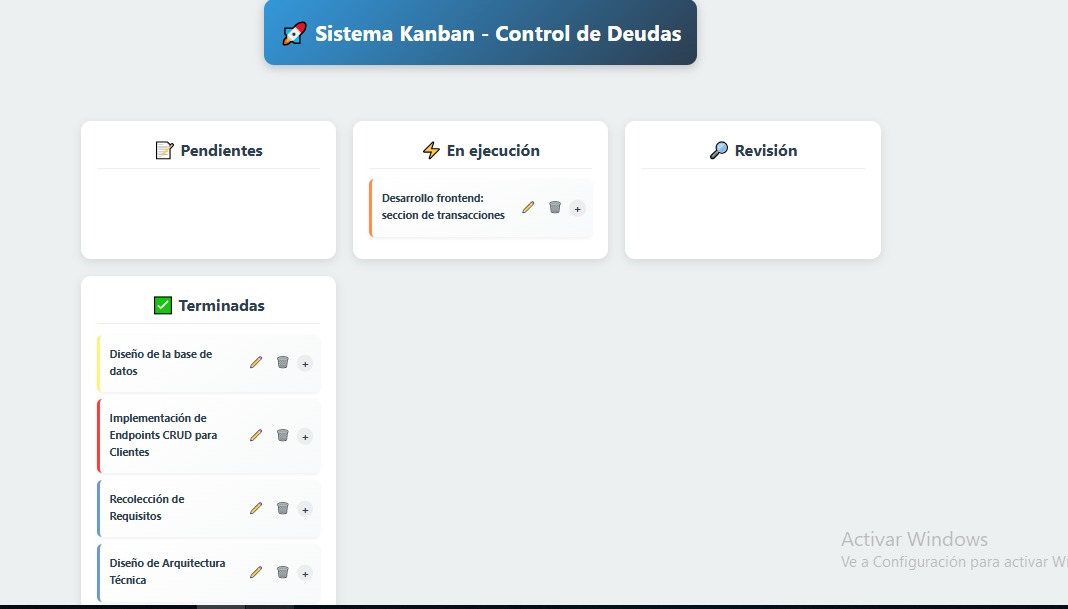 Sistema Kanban - Control de Deudas
Pendientes
En ejecución
Desarrollo frontend:
seccion de transacciones
+
Revisión
Terminadas
Diseño de la base de
datos
+
Implementación de
Endpoints CRUD para
Clientes
+
Recolección de
Requisitos
+
Diseño de Arquitectura
Técnica
+
Activar Windows
Ve a Configuración para activar Wi